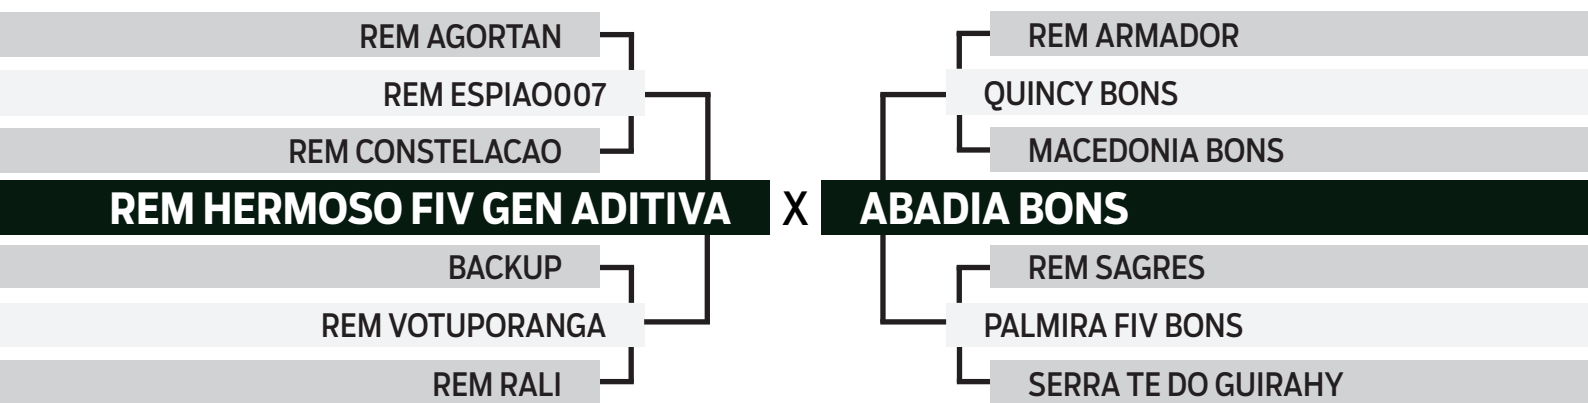 REM AGORTAN
REM ESPIAO007
REM CONSTELACAO
REM HERMOSO FIV GEN ADITIVA X ABADIA BONS
BACKUP
REM VOTUPORANGA
REM RALI
REM ARMADOR
QUINCY BONS
MACEDONIA BONS
REM SAGRES
PALMIRA FIV BONS
SERRA TE DO GUIRAHY